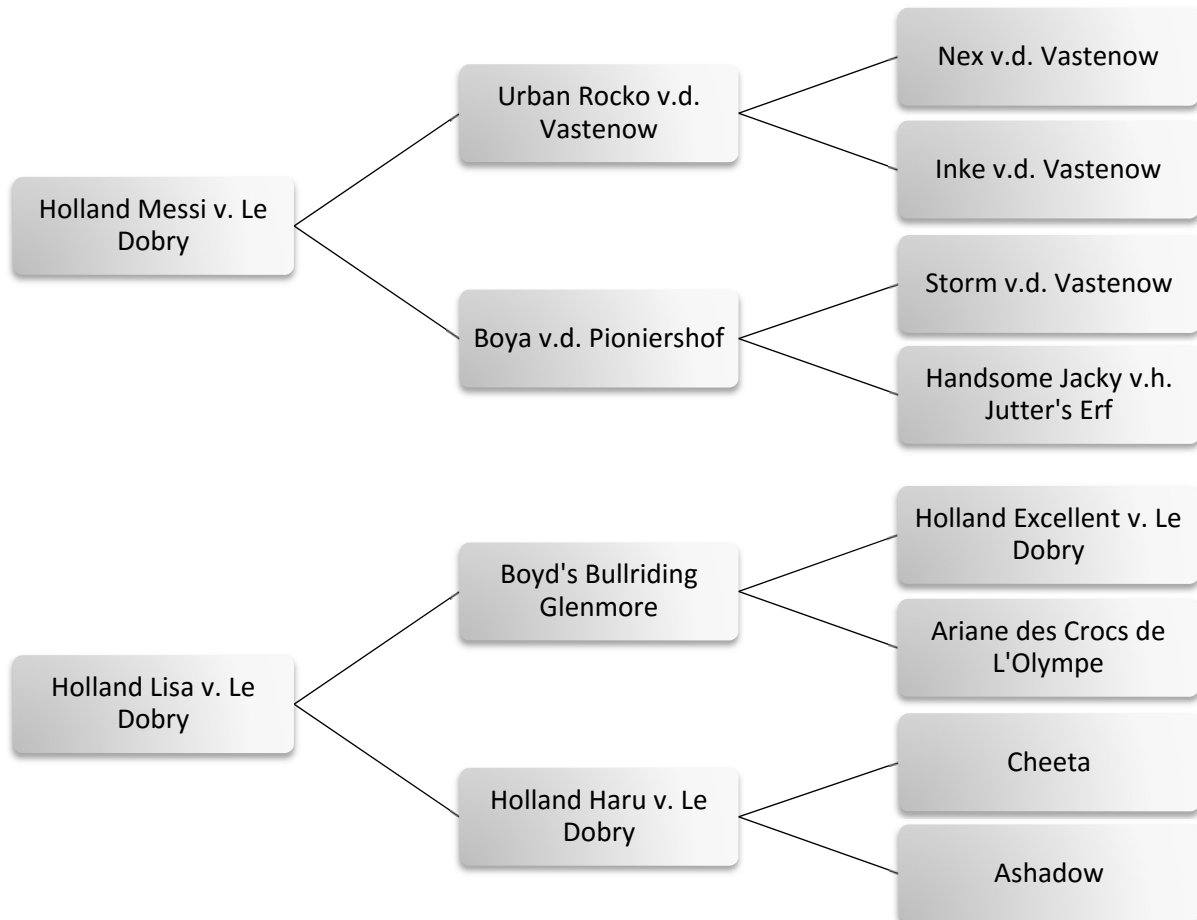 Nex v.d. Vastenow
Urban Rocko v.d.
Vastenow
Inke v.d. Vastenow
Holland Messi v. Le
Dobry
Storm v.d. Vastenow
Boya v.d. Pioniershof
Handsome Jacky v.h.
Jutter's Erf
Holland Excellent v. Le
Dobry
Boyd's Bullriding
Glenmore
Ariane des Crocs de
L'Olympe
Holland Lisa v. Le
Dobry
Cheeta
Holland Haru v. Le
Dobry
Ashadow